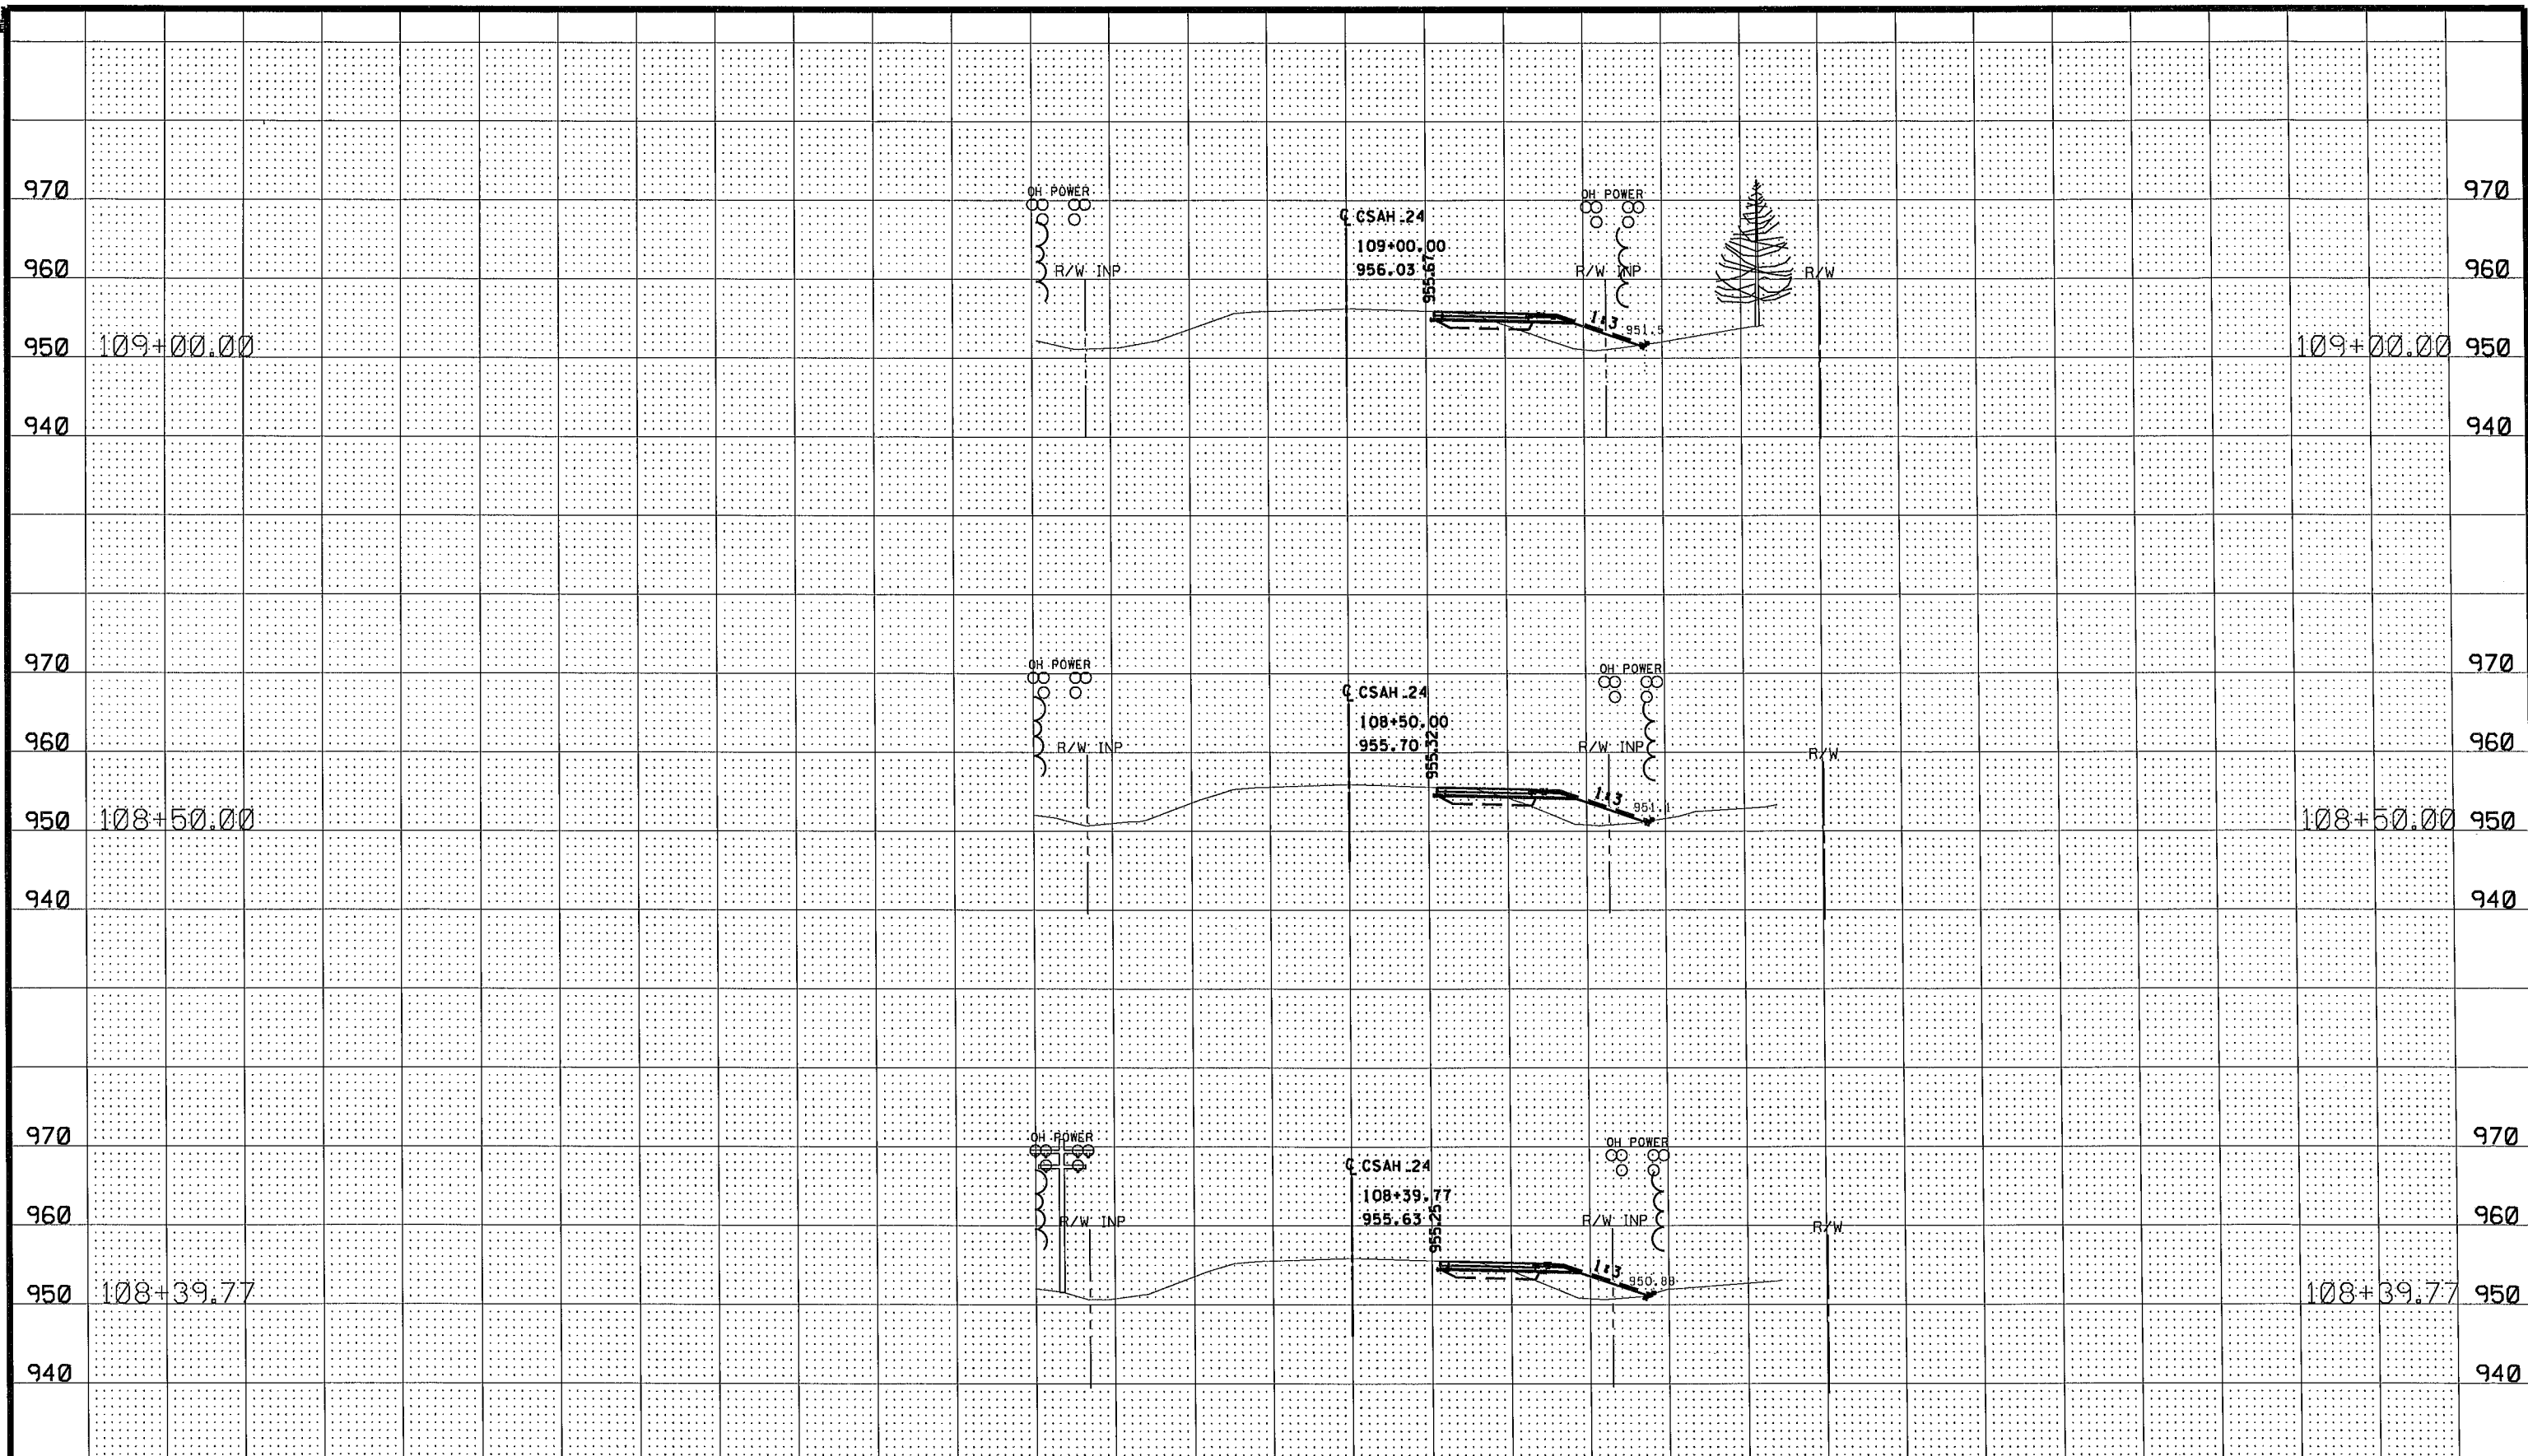 970 OH POWER OH POWER 970
℄ CSAH 24
109+00.00
960 R/W INP 956.03 955.67 R/W INP R/W 960
1:3 951.5
950 109+00.00 109+00.00 950
940 940
970 OH POWER OH POWER 970
℄ CSAH 24
108+50.00
960 R/W INP 955.70 955.32 R/W INP R/W 960
1:3 951.1
950 108+50.00 108+50.00 950
940 940
970 OH POWER OH POWER 970
℄ CSAH 24
108+39.77
960 R/W INP 955.63 955.25 R/W INP R/W 960
1:3 950.88
950 108+39.77 108+39.77 950
940 940